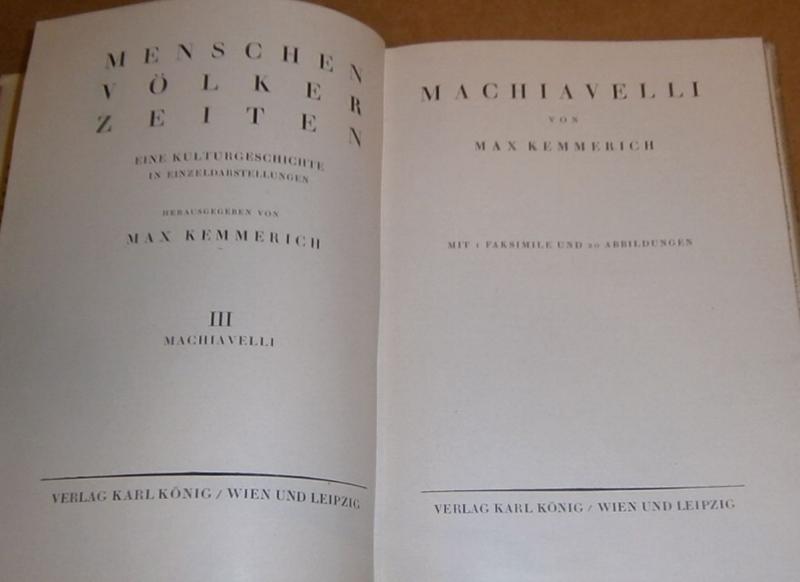 MENSCHEN
VÖLKER
ZEITEN
EINE KULTURGESCHICHTE
IN EINZELDARSTELLUNGEN
HERAUSGEGEBEN VON
MAX KEMMERICH
III
MACHIAVELLI
VERLAG KARL KÖNIG / WIEN UND LEIPZIG
MACHIAVELLI
VON
MAX KEMMERICH
MIT 1 FAKSIMILE UND 20 ABBILDUNGEN
VERLAG KARL KÖNIG / WIEN UND LEIPZIG